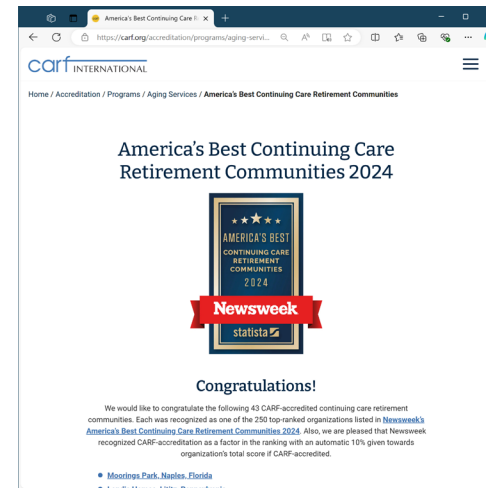 America's Best Continuing Care R
https://carf.org/accreditation/programs/aging-servi...
carf INTERNATIONAL
Home / Accreditation / Programs / Aging Services / America's Best Continuing Care Retirement Communities
America's Best Continuing Care
Retirement Communities 2024
AMERICA'S BEST
CONTINUING CARE
RETIREMENT
COMMUNITIES
2024
Newsweek
statista
Congratulations!
We would like to congratulate the following 43 CARF-accredited continuing care retirement
communities. Each was recognized as one of the 250 top-ranked organizations listed in Newsweek's
America's Best Continuing Care Retirement Communities 2024. Also, we are pleased that Newsweek
recognized CARF-accreditation as a factor in the ranking with an automatic 10% given towards
organization's total score if CARF-accredited.
Moorings Park, Naples, Florida